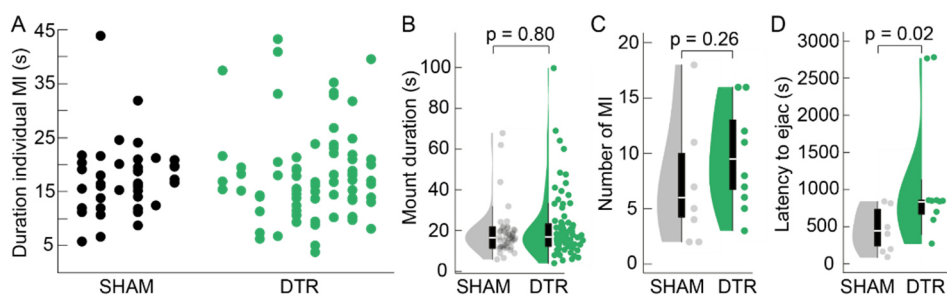 A
Duration individual MI (s)
45
35
25
15
5
SHAM DTR
B
p = 0.80
Mount duration (s)
100
80
60
40
20
0
SHAM DTR
C
p = 0.26
Number of MI
20
15
10
5
0
SHAM DTR
D
p = 0.02
Latency to ejac (s)
3000
2500
2000
1500
1000
500
0
SHAM DTR